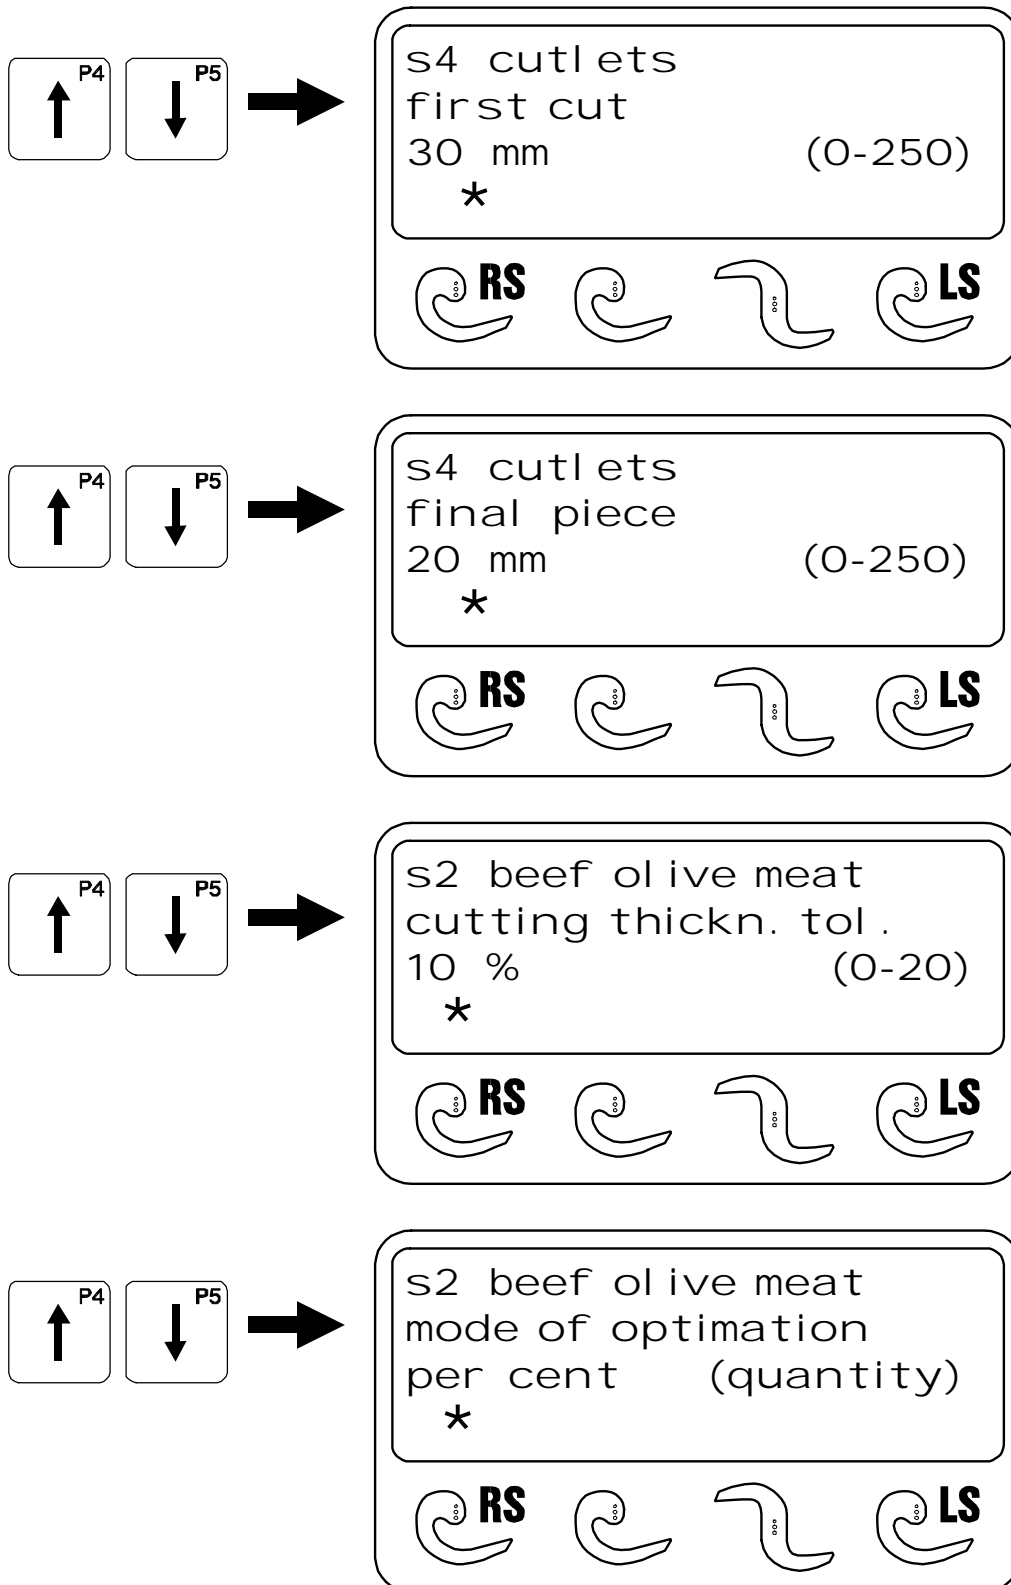 P4 P5
s4 cutlets
first cut
30 mm (0-250)
*
RS LS
P4 P5
s4 cutlets
final piece
20 mm (0-250)
*
RS LS
P4 P5
s2 beef olive meat
cutting thickn. tol.
10 % (0-20)
*
RS LS
P4 P5
s2 beef olive meat
mode of optimation
per cent (quantity)
*
RS LS